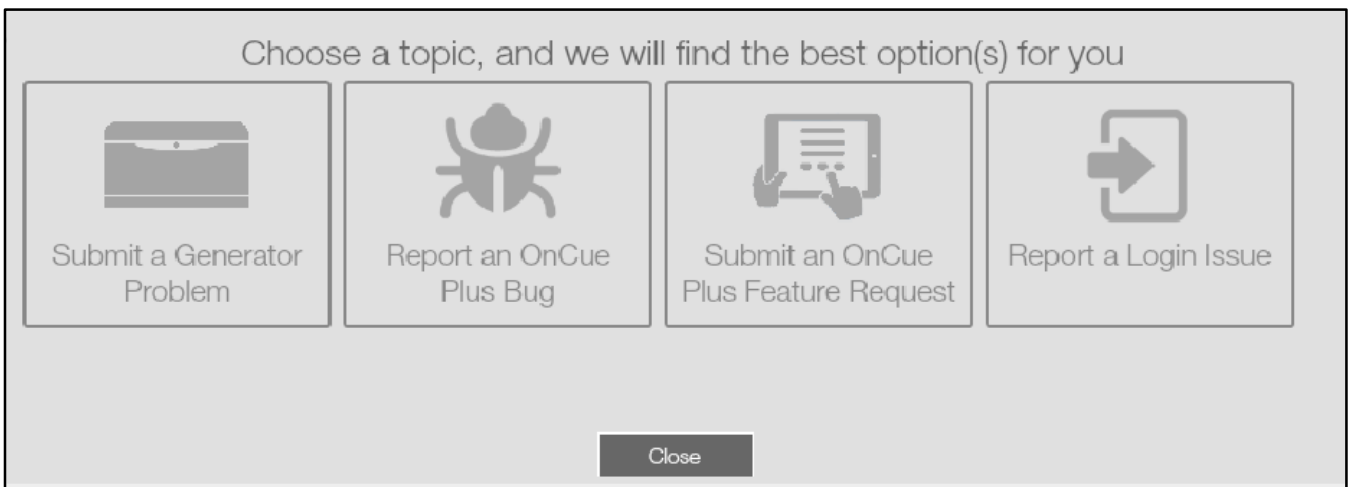 Choose a topic, and we will find the best option(s) for you
Submit a Generator
Problem
Report an OnCue
Plus Bug
Submit an OnCue
Plus Feature Request
Report a Login Issue
Close